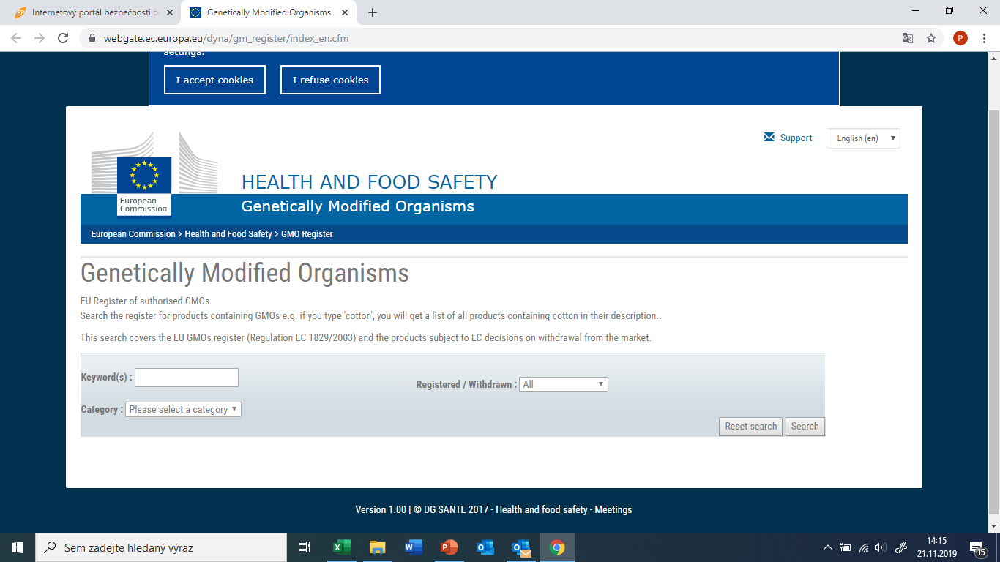 Internetový portál bezpečnosti p
Genetically Modified Organisms
webgate.ec.europa.eu/dyna/gm_register/index_en.cfm
P
settings.
I accept cookies
I refuse cookies
Support
English (en)
European
Commission
HEALTH AND FOOD SAFETY
Genetically Modified Organisms
European Commission > Health and Food Safety > GMO Register
Genetically Modified Organisms
EU Register of authorised GMOs
Search the register for products containing GMOs e.g. if you type 'cotton', you will get a list of all products containing cotton in their description..
This search covers the EU GMOs register (Regulation EC 1829/2003) and the products subject to EC decisions on withdrawal from the market.
Keyword(s) :
Registered / Withdrawn : All
Category : Please select a category
Reset search
Search
Version 1.00 | © DG SANTE 2017 - Health and food safety - Meetings
Sem zadejte hledaný výraz
14:15
21.11.2019
15